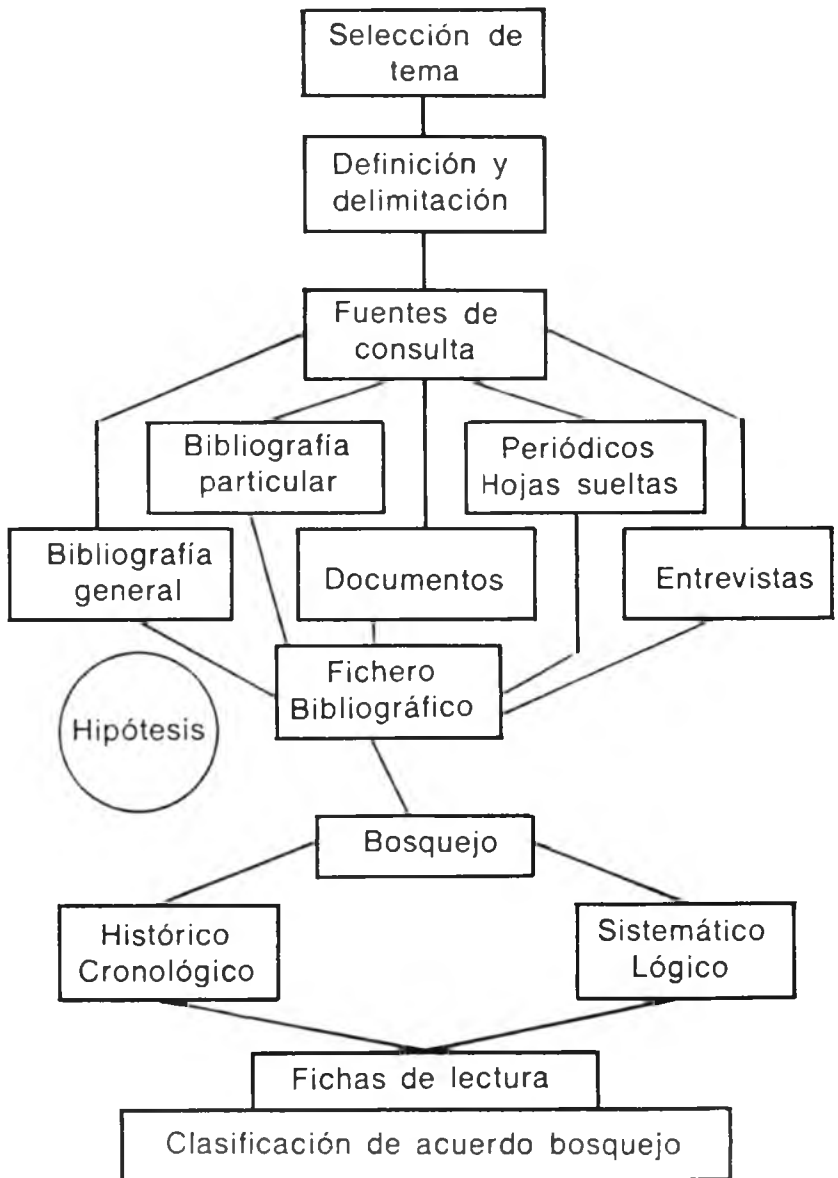 Selección de
tema
Definición y
delimitación
Fuentes de
consulta
Bibliografía
particular
Periódicos
Hojas sueltas
Bibliografía
general
Documentos
Entrevistas
Fichero
Bibliográfico
Hipótesis
Bosquejo
Histórico
Cronológico
Sistemático
Lógico
Fichas de lectura
Clasificación de acuerdo bosquejo